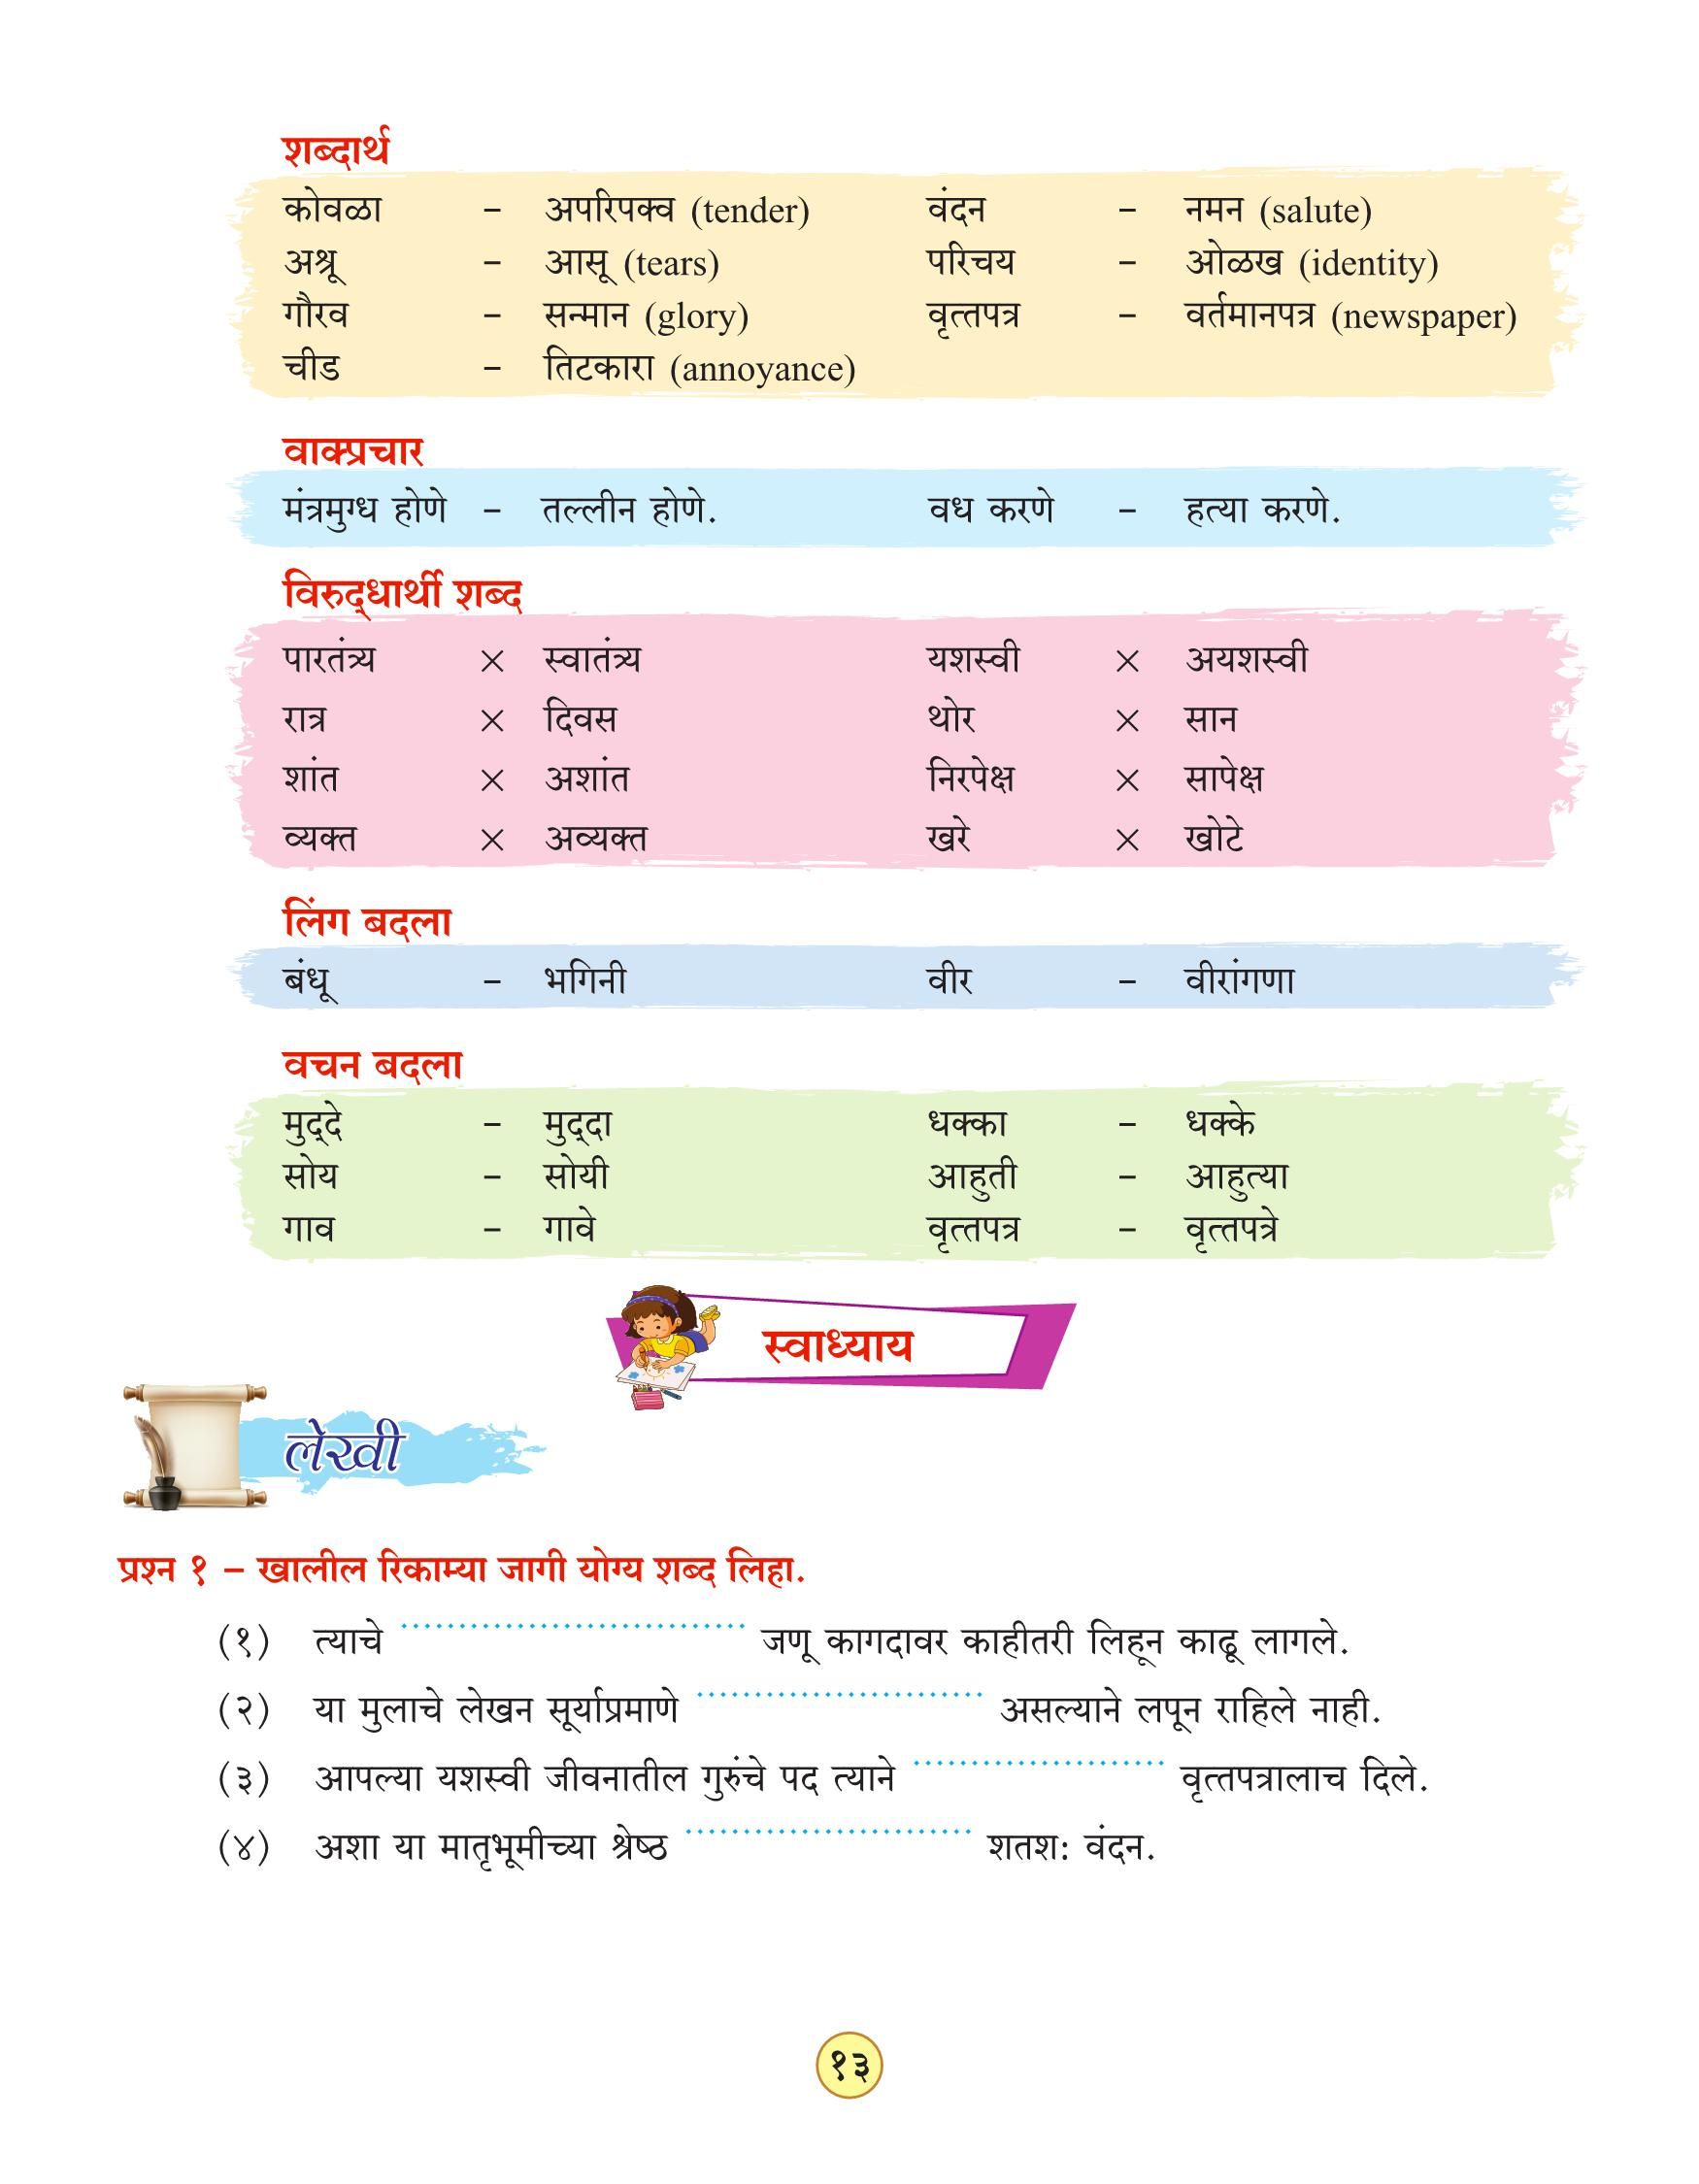 शब्दार्थ
कोवळा – अपरिपक्व (tender) वंदन – नमन (salute)
अश्रू – आसू (tears) परिचय – ओळख (identity)
गौरव – सन्मान (glory) वृत्तपत्र – वर्तमानपत्र (newspaper)
चीड – तिटकारा (annoyance)
वाक्प्रचार
मंत्रमुग्ध होणे – तल्लीन होणे. वध करणे – हत्या करणे.
विरुद्धार्थी शब्द
पारतंत्र्य × स्वातंत्र्य यशस्वी × अयशस्वी
रात्र × दिवस थोर × सान
शांत × अशांत निरपेक्ष × सापेक्ष
व्यक्त × अव्यक्त खरे × खोटे
लिंग बदला
बंधू – भगिनी वीर – वीरांगणा
वचन बदला
मुद्दे – मुद्दा धक्का – धक्के
सोय – सोयी आहुती – आहुत्या
गाव – गावे वृत्तपत्र – वृत्तपत्रे
स्वाध्याय
लेखी
प्रश्न १ – खालील रिकाम्या जागी योग्य शब्द लिहा.
(१) त्याचे .............................. जणू कागदावर काहीतरी लिहून काढू लागले.
(२) या मुलाचे लेखन सूर्याप्रमाणे ......................... असल्याने लपून राहिले नाही.
(३) आपल्या यशस्वी जीवनातील गुरुंचे पद त्याने ...................... वृत्तपत्रालाच दिले.
(४) अशा या मातृभूमीच्या श्रेष्ठ ......................... शतशः वंदन.
१३